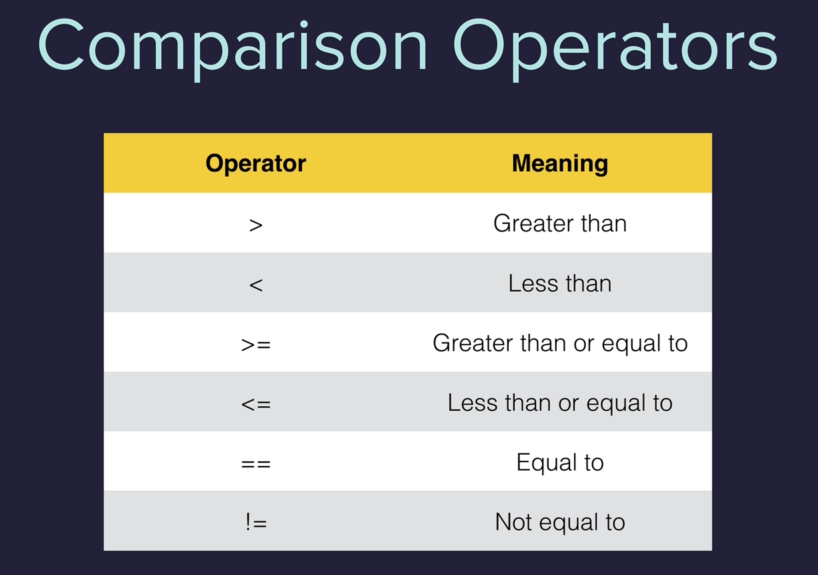 Comparison Operators
Operator Meaning
> Greater than
< Less than
>= Greater than or equal to
<= Less than or equal to
== Equal to
!= Not equal to